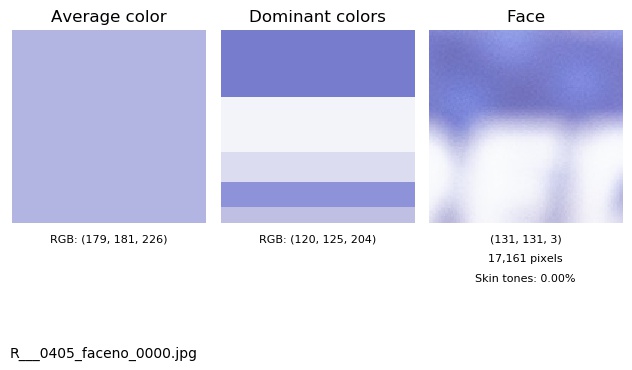 Average color
Dominant colors
Face
RGB: (179, 181, 226)
RGB: (120, 125, 204)
(131, 131, 3)
17,161 pixels
Skin tones: 0.00%
R___0405_faceno_0000.jpg